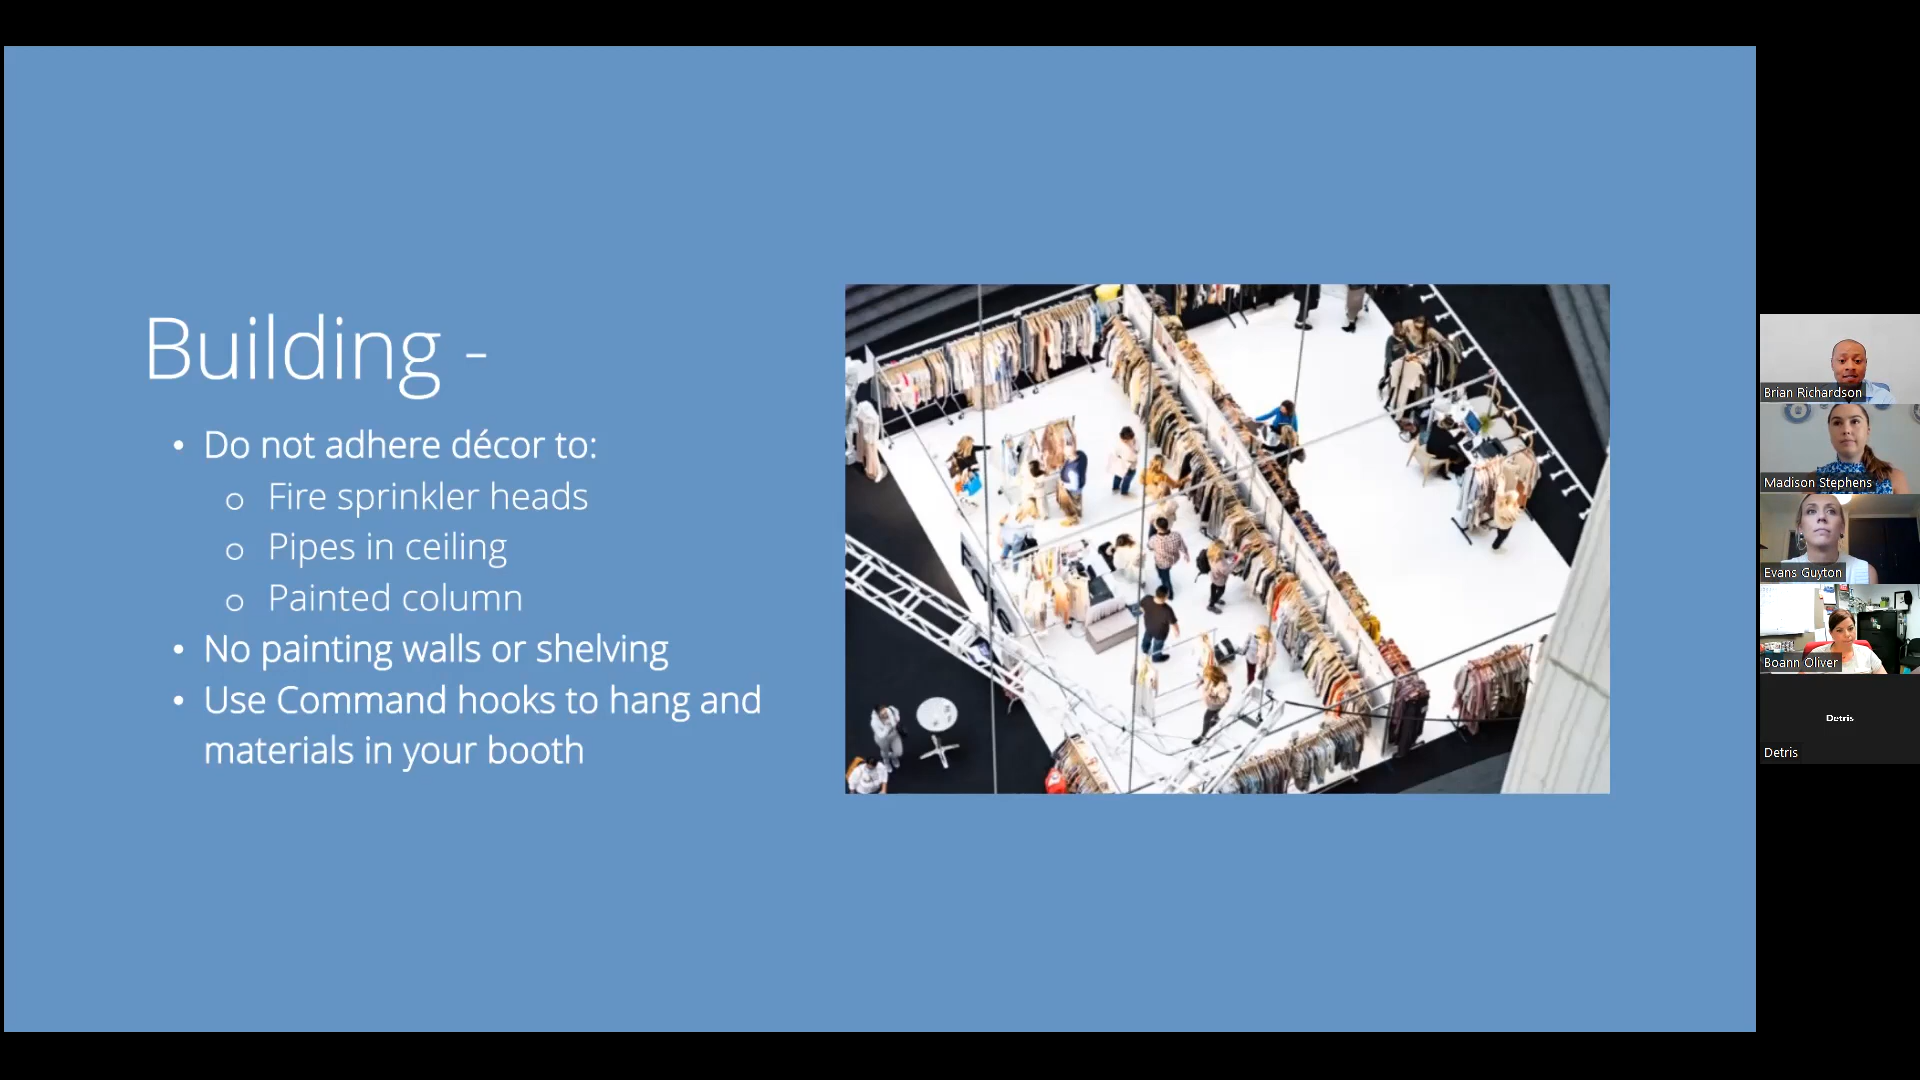 Building -
• Do not adhere décor to:
o Fire sprinkler heads
o Pipes in ceiling
o Painted column
• No painting walls or shelving
• Use Command hooks to hang and
materials in your booth
Brian Richardson
Madison Stephens
Evans Guyton
Boann Oliver
Detris
Detris